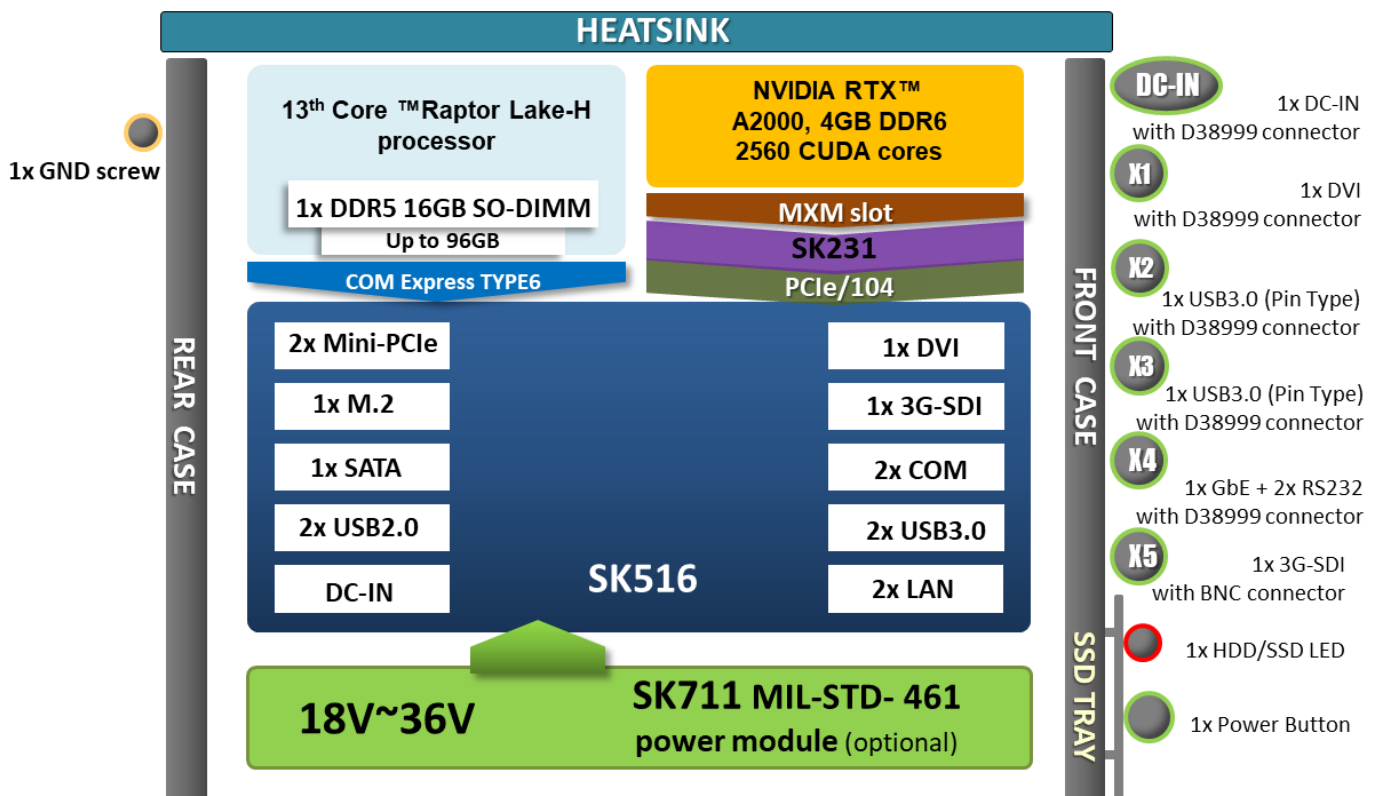 HEATSINK
1x GND screw
REAR CASE
13th Core ™Raptor Lake-H
processor
1x DDR5 16GB SO-DIMM
Up to 96GB
COM Express TYPE6
NVIDIA RTX™
A2000, 4GB DDR6
2560 CUDA cores
MXM slot
SK231
PCIe/104
2x Mini-PCIe
1x M.2
1x SATA
2x USB2.0
DC-IN
SK516
1x DVI
1x 3G-SDI
2x COM
2x USB3.0
2x LAN
18V~36V
SK711 MIL-STD- 461
power module (optional)
FRONT CASE
SSD TRAY
DC-IN
1x DC-IN
with D38999 connector
X1
1x DVI
with D38999 connector
X2
1x USB3.0 (Pin Type)
with D38999 connector
X3
1x USB3.0 (Pin Type)
with D38999 connector
X4
1x GbE + 2x RS232
with D38999 connector
X5
1x 3G-SDI
with BNC connector
1x HDD/SSD LED
1x Power Button